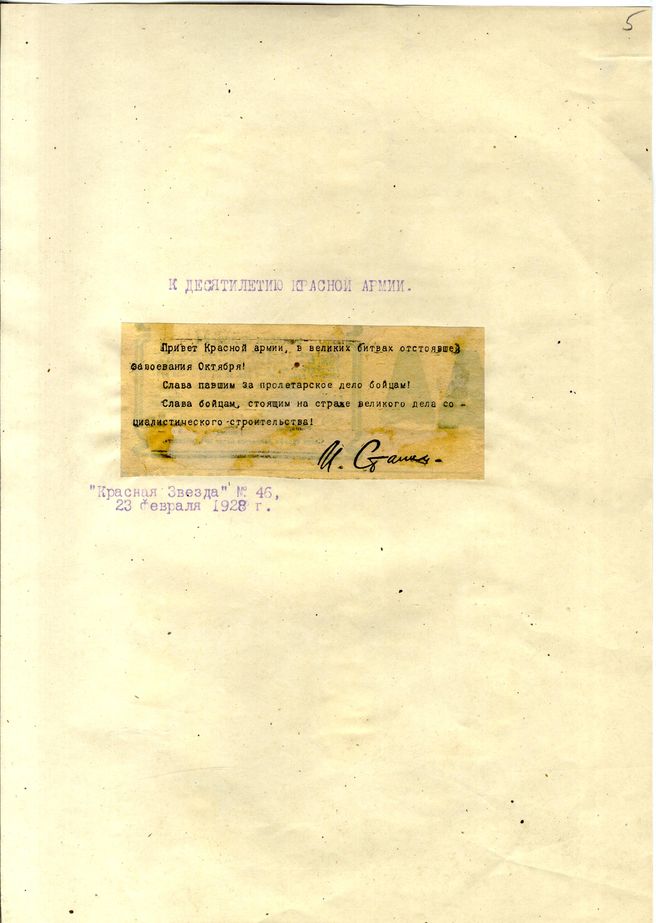 5
К ДЕСЯТИЛЕТИЮ КРАСНОЙ АРМИИ.
Привет Красной армии, в великих битвах отстоявшей
завоевания Октября!
Слава павшим за пролетарское дело бойцам!
Слава бойцам, стоящим на страже великого дела со -
циалистического строительства!
И. Сталин
"Красная Звезда" № 46,
23 февраля 1928 г.